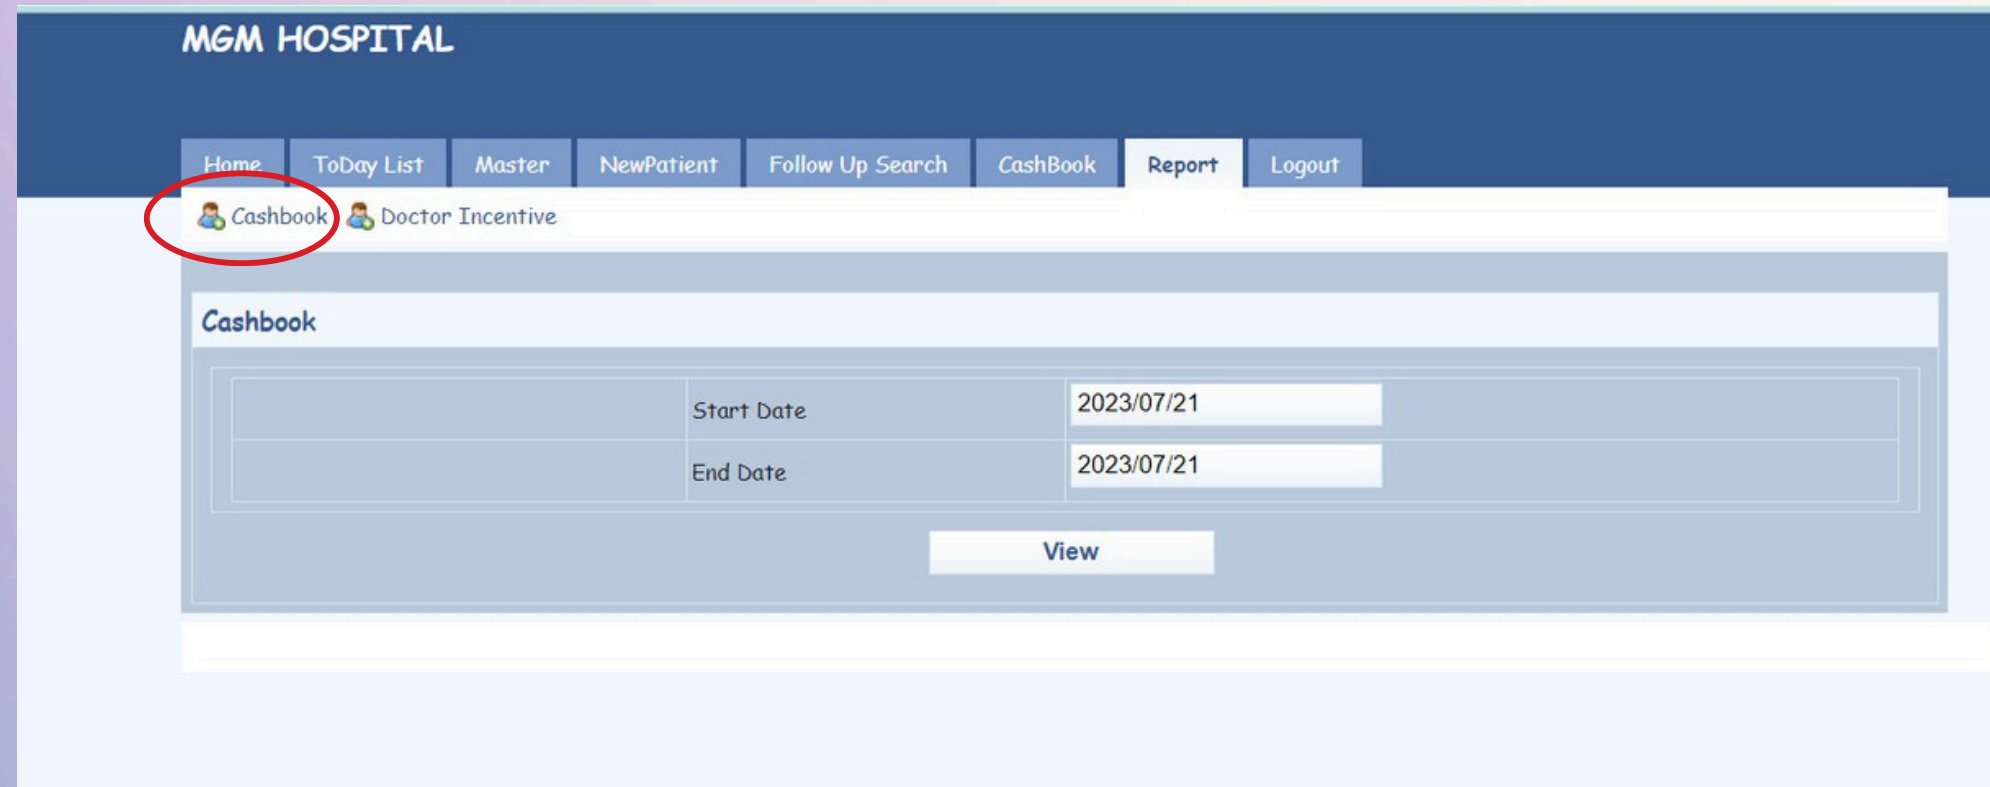 MGM HOSPITAL
Home ToDay List Master NewPatient Follow Up Search CashBook Report Logout
Cashbook Doctor Incentive
Cashbook
Start Date 2023/07/21
End Date 2023/07/21
View